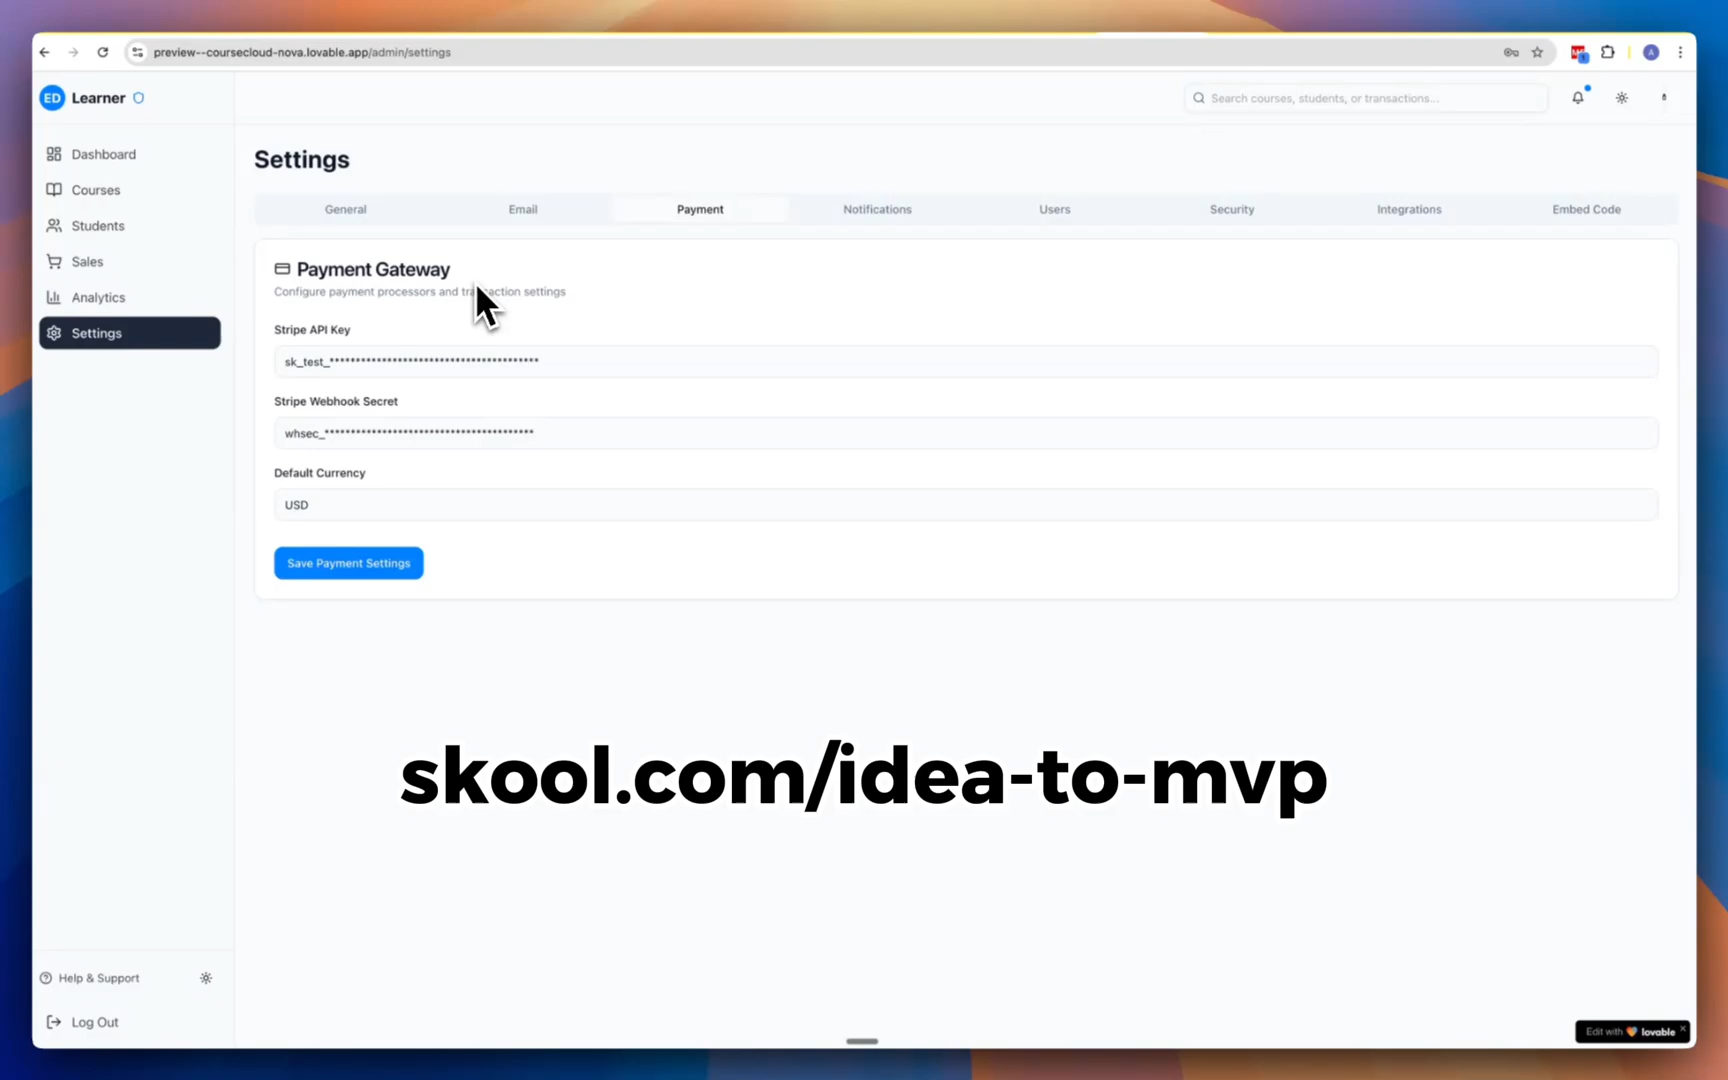 preview--coursecloud-nova.lovable.app/admin/settings
A
ED Learner
Search courses, students, or transactions...
Dashboard
Courses
Students
Sales
Analytics
Settings
Help & Support
Log Out
Settings
General Email Payment Notifications Users Security Integrations Embed Code
Payment Gateway
Configure payment processors and transaction settings
Stripe API Key
sk_test_****************************************
Stripe Webhook Secret
whsec_****************************************
Default Currency
USD
Save Payment Settings
skool.com/idea-to-mvp
Edit with lovable